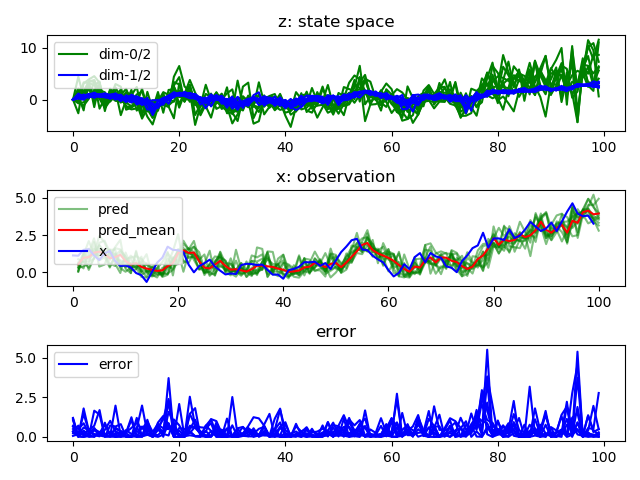 z: state space
dim-0/2
dim-1/2
10
0
0 20 40 60 80 100
x: observation
pred
pred_mean
x
5.0
2.5
0.0
0 20 40 60 80 100
error
error
5.0
2.5
0.0
0 20 40 60 80 100